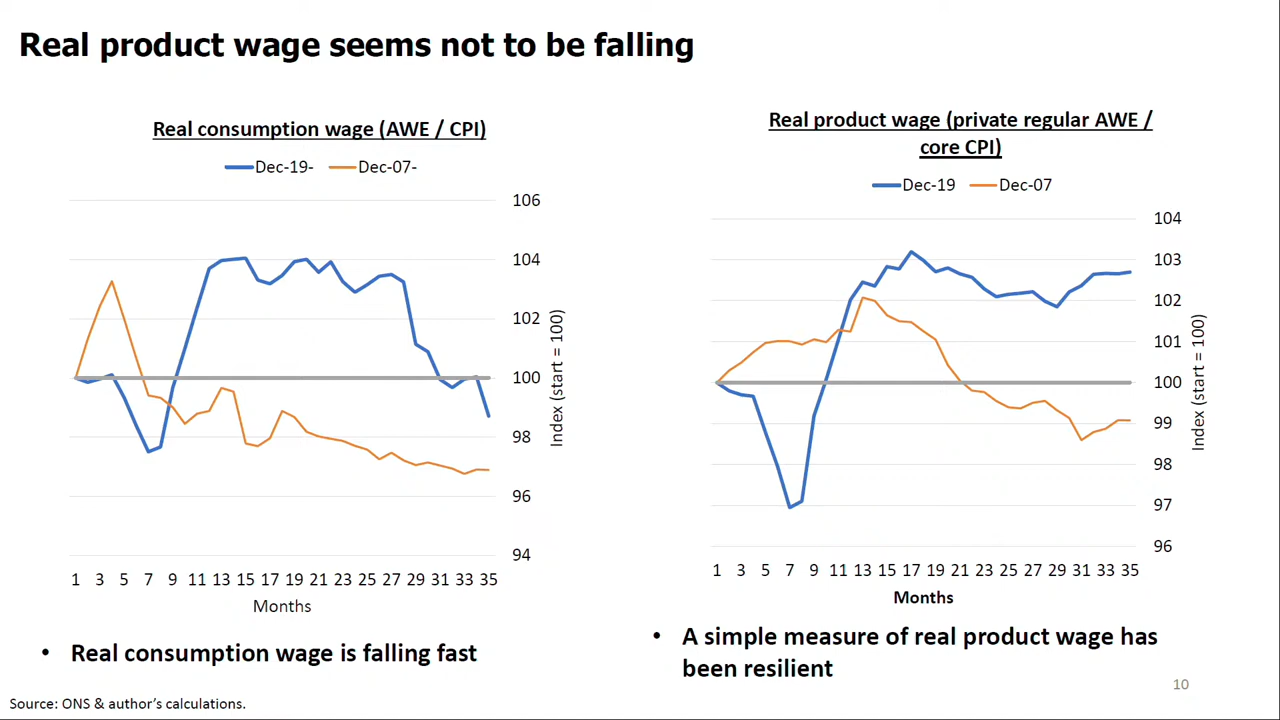 Real product wage seems not to be falling
Real consumption wage (AWE / CPI)
Dec-19- Dec-07-
106
104
102
100
98
96
94
Index (start = 100)
1 3 5 7 9 11 13 15 17 19 21 23 25 27 29 31 33 35
Months
Real product wage (private regular AWE /
core CPI)
Dec-19 Dec-07
104
103
102
101
100
99
98
97
96
Index (start = 100)
1 3 5 7 9 11 13 15 17 19 21 23 25 27 29 31 33 35
Months
• Real consumption wage is falling fast
• A simple measure of real product wage has
been resilient
10
Source: ONS & author’s calculations.